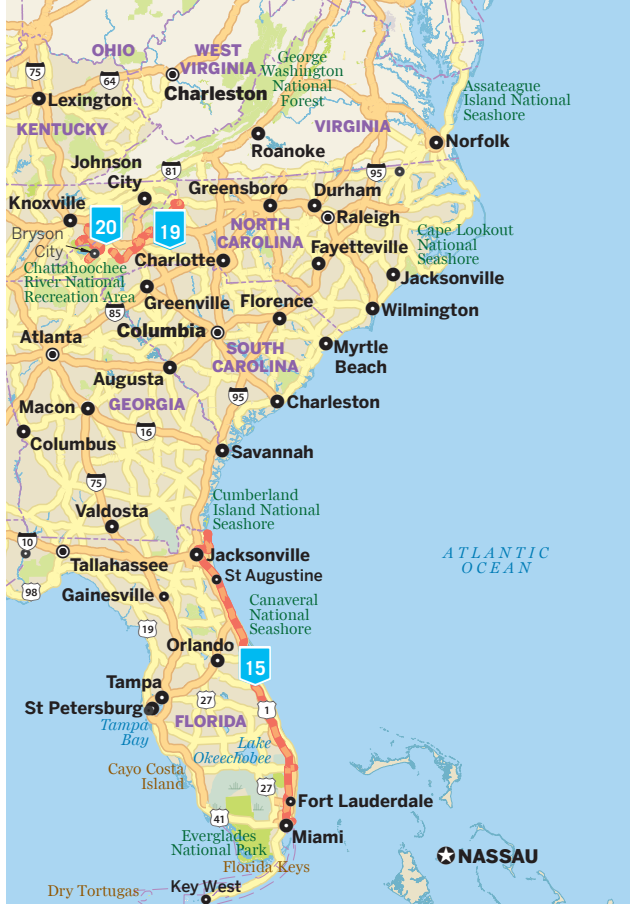 OHIO
WEST
VIRGINIA
George
Washington
National
Forest
75
64
Lexington
Charleston
Assateague
Island National
Seashore
KENTUCKY
VIRGINIA
Roanoke
Norfolk
Johnson
City
81
95
Greensboro
Durham
Knoxville
Raleigh
20
19
NORTH
CAROLINA
Bryson
City
Charlotte
Fayetteville
Cape Lookout
National
Seashore
Chattahoochee
River National
Recreation Area
Jacksonville
Greenville
Florence
Wilmington
85
Columbia
Atlanta
SOUTH
CAROLINA
Myrtle
Beach
Augusta
95
Charleston
Macon
GEORGIA
16
Columbus
Savannah
75
Cumberland
Island National
Seashore
Valdosta
10
Jacksonville
ATLANTIC
OCEAN
Tallahassee
St Augustine
98
Gainesville
Canaveral
National
Seashore
19
Orlando
15
Tampa
27
St Petersburg
1
Tampa
Bay
FLORIDA
Lake
Okeechobee
Cayo Costa
Island
27
Fort Lauderdale
41
Everglades
National Park
Miami
NASSAU
Florida Keys
Dry Tortugas
Key West